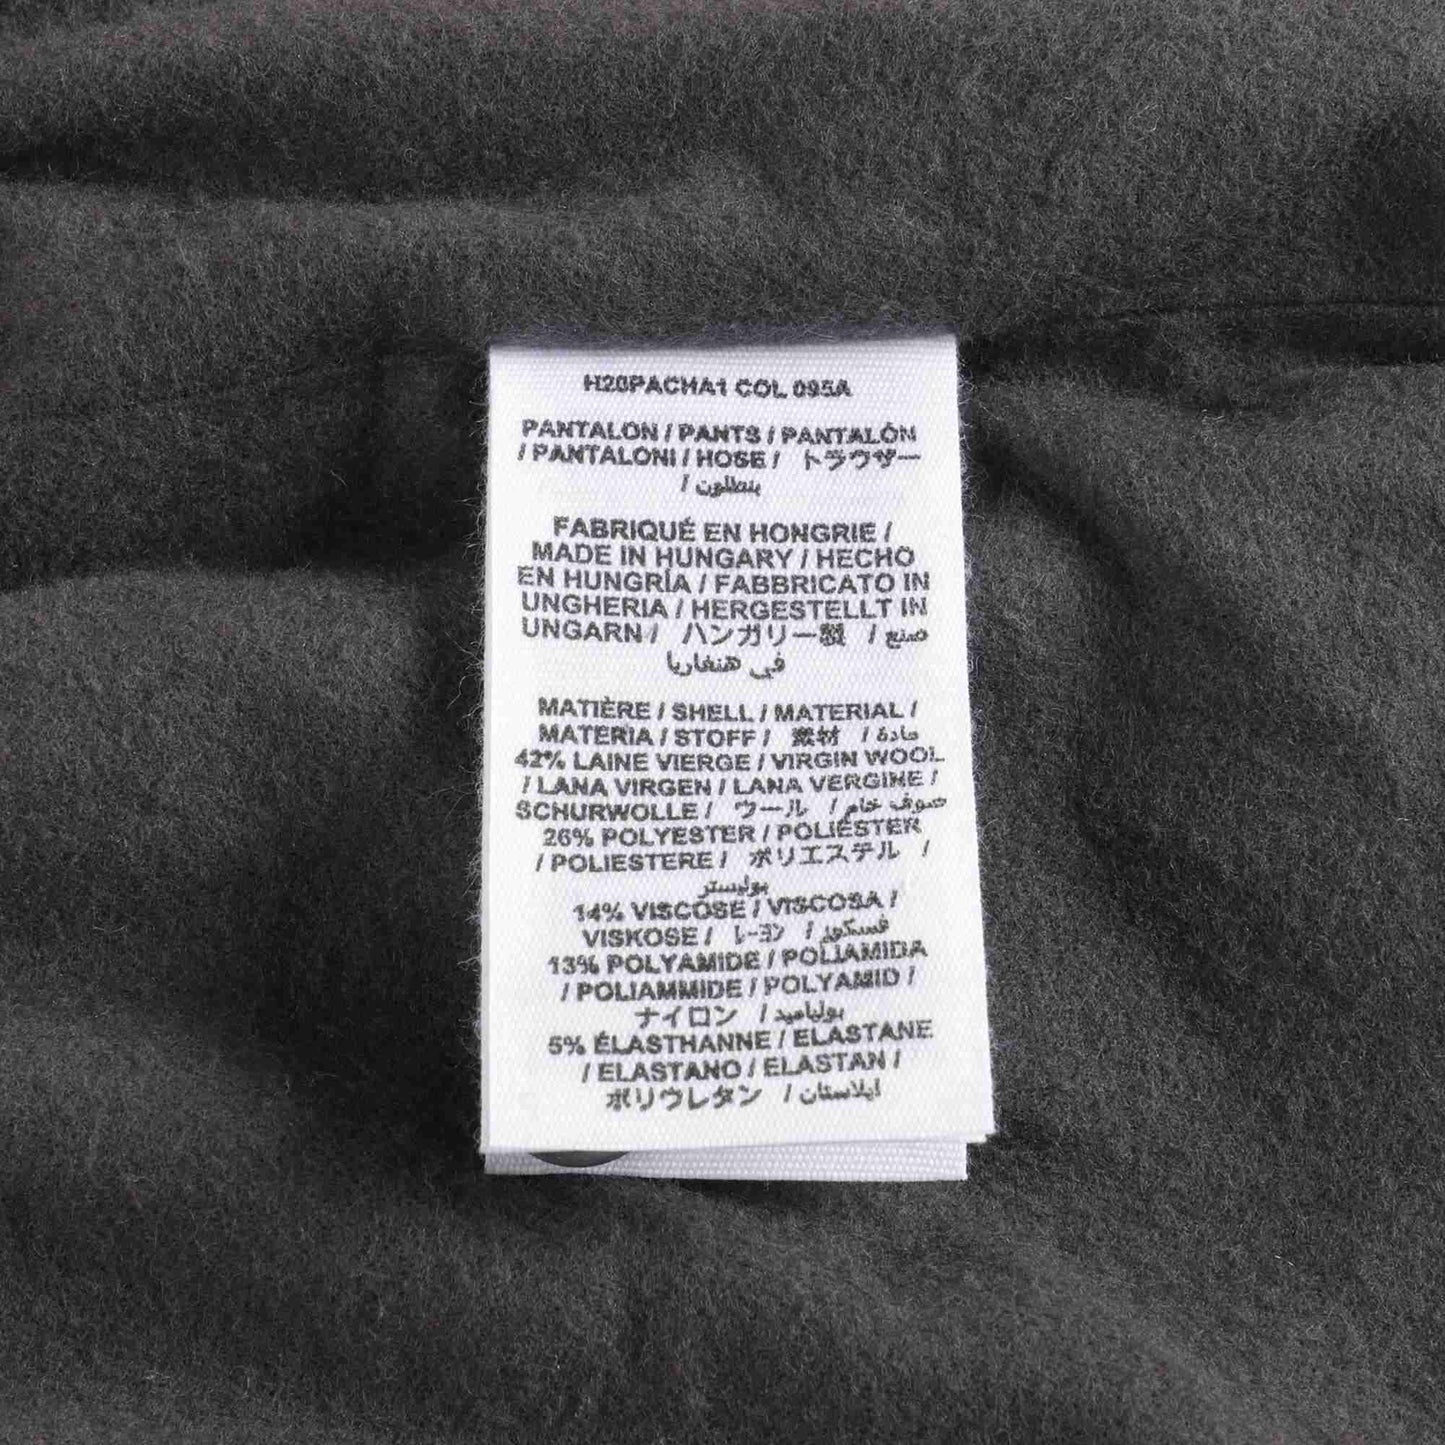 H20PACHA1 COL 095A
PANTALON / PANTS / PANTALÓN
/ PANTALONI / HOSE / トラウザー
/ بنطلون
FABRIQUÉ EN HONGRIE /
MADE IN HUNGARY / HECHO
EN HUNGRÍA / FABBRICATO IN
UNGHERIA / HERGESTELLT IN
UNGARN / ハンガリー製 / صنع
في هنغاريا
MATIÈRE / SHELL / MATERIAL /
MATERIA / STOFF / 素材 / مادة
42% LAINE VIERGE / VIRGIN WOOL
/ LANA VIRGEN / LANA VERGINE /
SCHURWOLLE / ウール / صوف خام
26% POLYESTER / POLIÉSTER
/ POLIESTERE / ポリエステル /
بوليستر
14% VISCOSE / VISCOSA /
VISKOSE / レーヨン / فسكوز
13% POLYAMIDE / POLIAMIDA
/ POLIAMMIDE / POLYAMID /
ナイロン / بولياميد
5% ÉLASTHANNE / ELASTANE
/ ELASTANO / ELASTAN /
ポリウレタン / ايلاستان